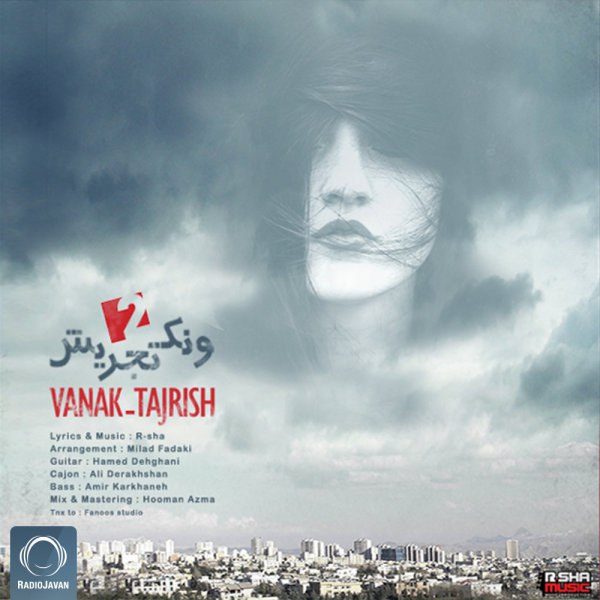 2
ونک تجریش
VANAK-TAJRISH
Lyrics & Music : R-sha
Arrangement : Milad Fadaki
Guitar : Hamed Dehghani
Cajon : Ali Derakhshan
Bass : Amir Karkhaneh
Mix & Mastering : Hooman Azma
Tnx to : Fanoos studio
RADIOJAVAN
R-SHA
MUSIC